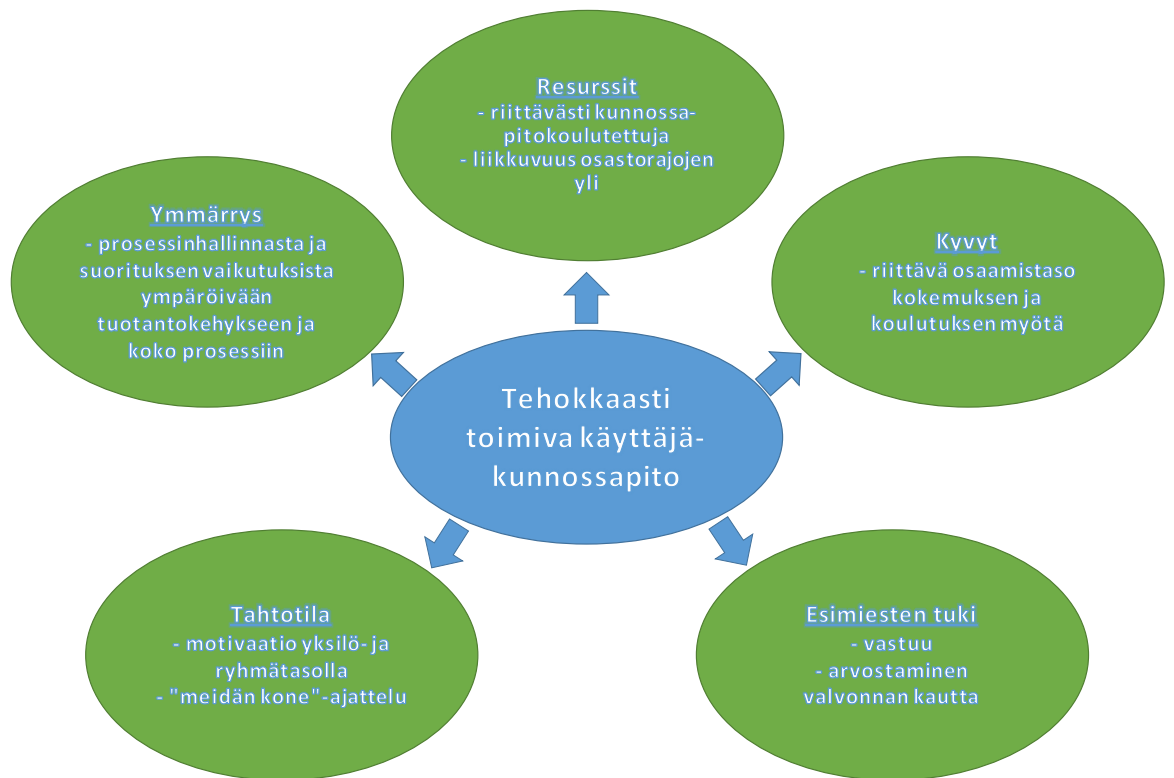 Resurssit
- riittävästi kunnossa-
pitokoulutettuja
- liikkuvuus osastorajojen
yli
Ymmärrys
- prosessinhallinnasta ja
suorituksen vaikutuksista
ympäröivään
tuotantokehykseen ja
koko prosessiin
Kyvyt
- riittävä osaamistaso
kokemuksen ja
koulutuksen myötä
Tehokkaasti
toimiva käyttäjä-
kunnossapito
Tahtotila
- motivaatio yksilö- ja
ryhmätasolla
- "meidän kone"-ajattelu
Esimiesten tuki
- vastuu
- arvostaminen
valvonnan kautta